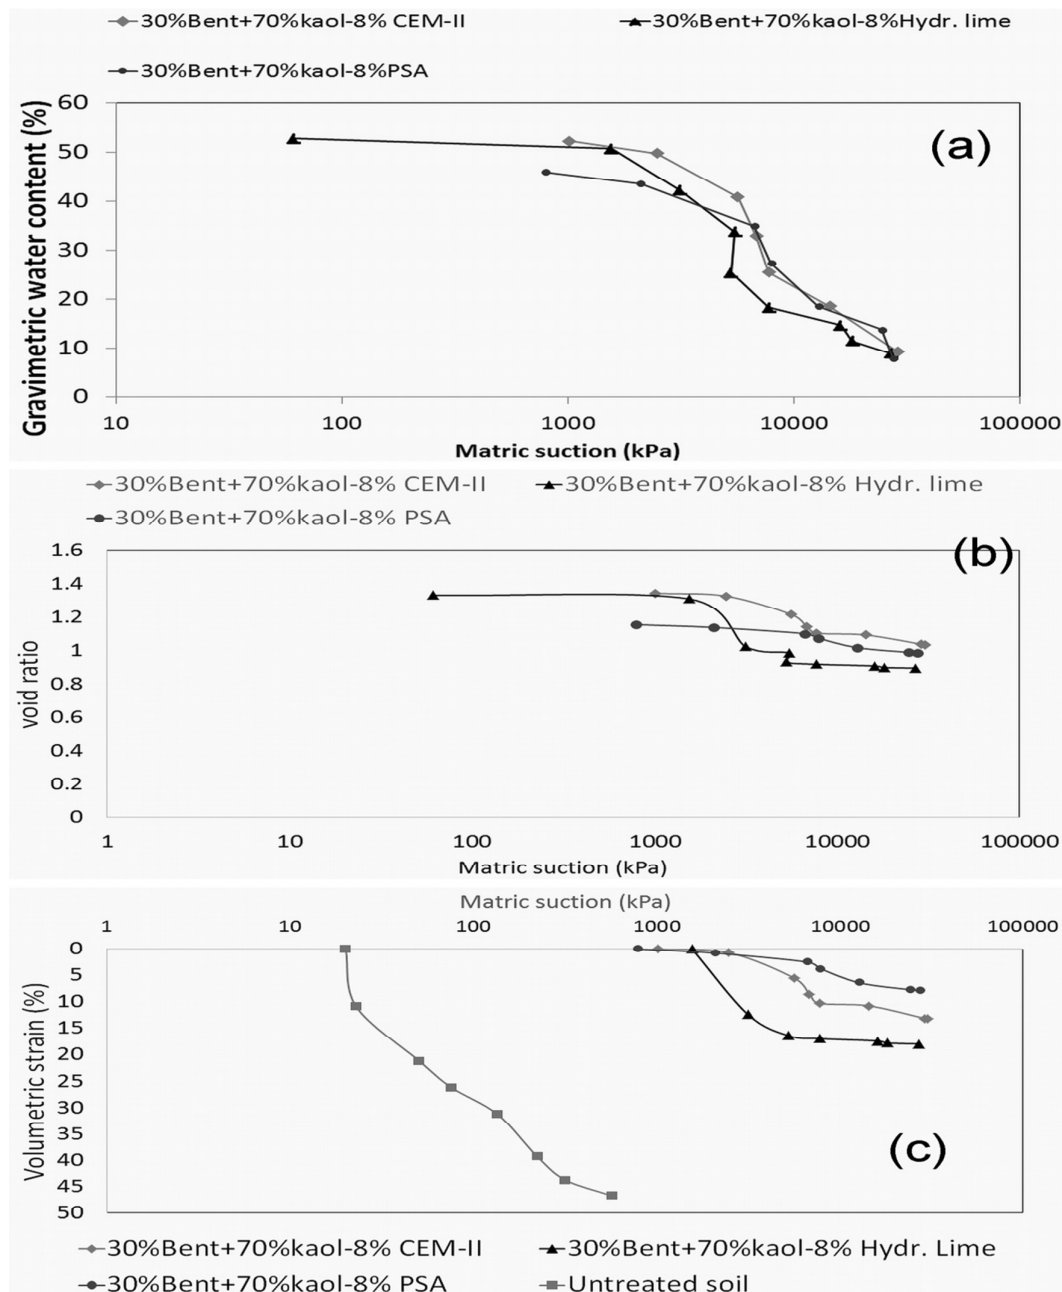 30%Bent+70%kaol-8% CEM-II 30%Bent+70%kaol-8%Hydr. lime
30%Bent+70%kaol-8%PSA
Gravimetric water content (%)
60
50
40
30
20
10
0
(a)
10 100 1000 10000 100000
Matric suction (kPa)
30%Bent+70%kaol-8% CEM-II 30%Bent+70%kaol-8% Hydr. lime
30%Bent+70%kaol-8% PSA
(b)
void ratio
1.6
1.4
1.2
1
0.8
0.6
0.4
0.2
0
1 10 100 1000 10000 100000
Matric suction (kPa)
Matric suction (kPa)
1 10 100 1000 10000 100000
Volumetric strain (%)
0
5
10
15
20
25
30
35
40
45
50
(c)
30%Bent+70%kaol-8% CEM-II 30%Bent+70%kaol-8% Hydr. Lime
30%Bent+70%kaol-8% PSA Untreated soil